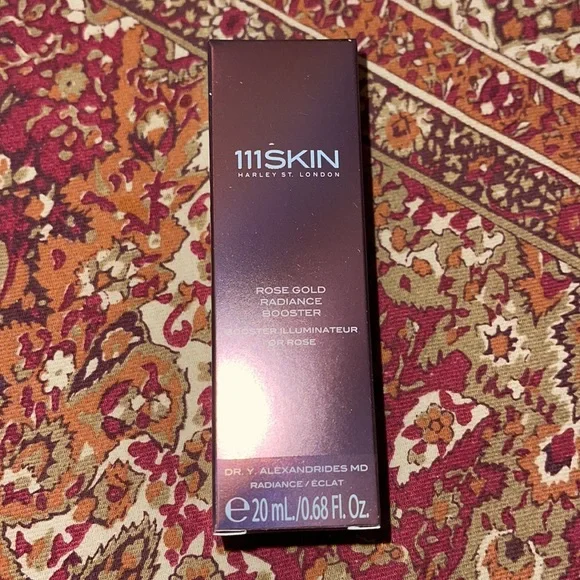 111SKIN
HARLEY ST. LONDON
ROSE GOLD
RADIANCE
BOOSTER
BOOSTER ILLUMINATEUR
OR ROSE
DR. Y. ALEXANDRIDES MD
RADIANCE / ÉCLAT
℮ 20 mL./0.68 Fl. Oz.